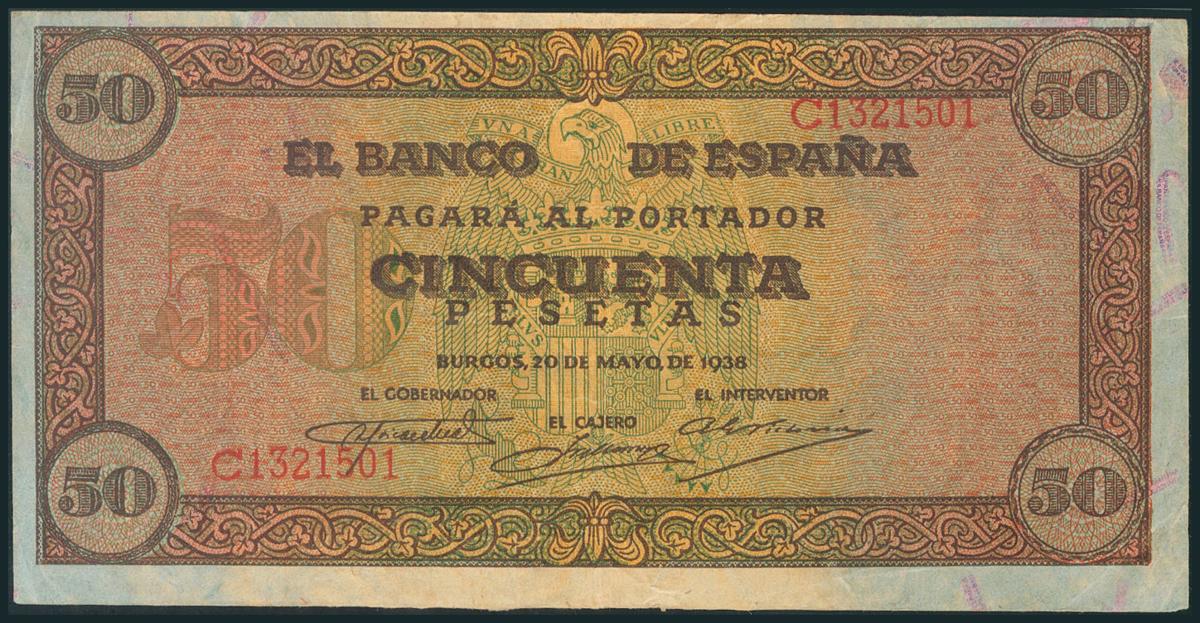 50
50
C1321501
UNA
LIBRE
EL BANCO DE ESPAÑA
PAGARÁ AL PORTADOR
50
CINCUENTA
PESETAS
BURGOS, 20 DE MAYO, DE 1938
EL GOBERNADOR
EL INTERVENTOR
EL CAJERO
C1321501
50
50